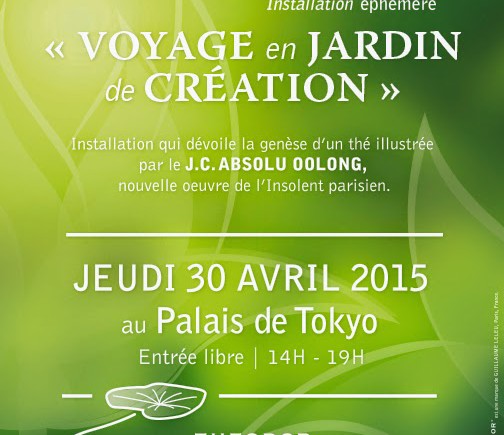 Installation éphémère
« VOYAGE en JARDIN
de CRÉATION »
Installation qui dévoile la genèse d'un thé illustrée
par le J.C. ABSOLU OOLONG,
nouvelle oeuvre de l'Insolent parisien.
JEUDI 30 AVRIL 2015
au Palais de Tokyo
Entrée libre | 14H - 19H